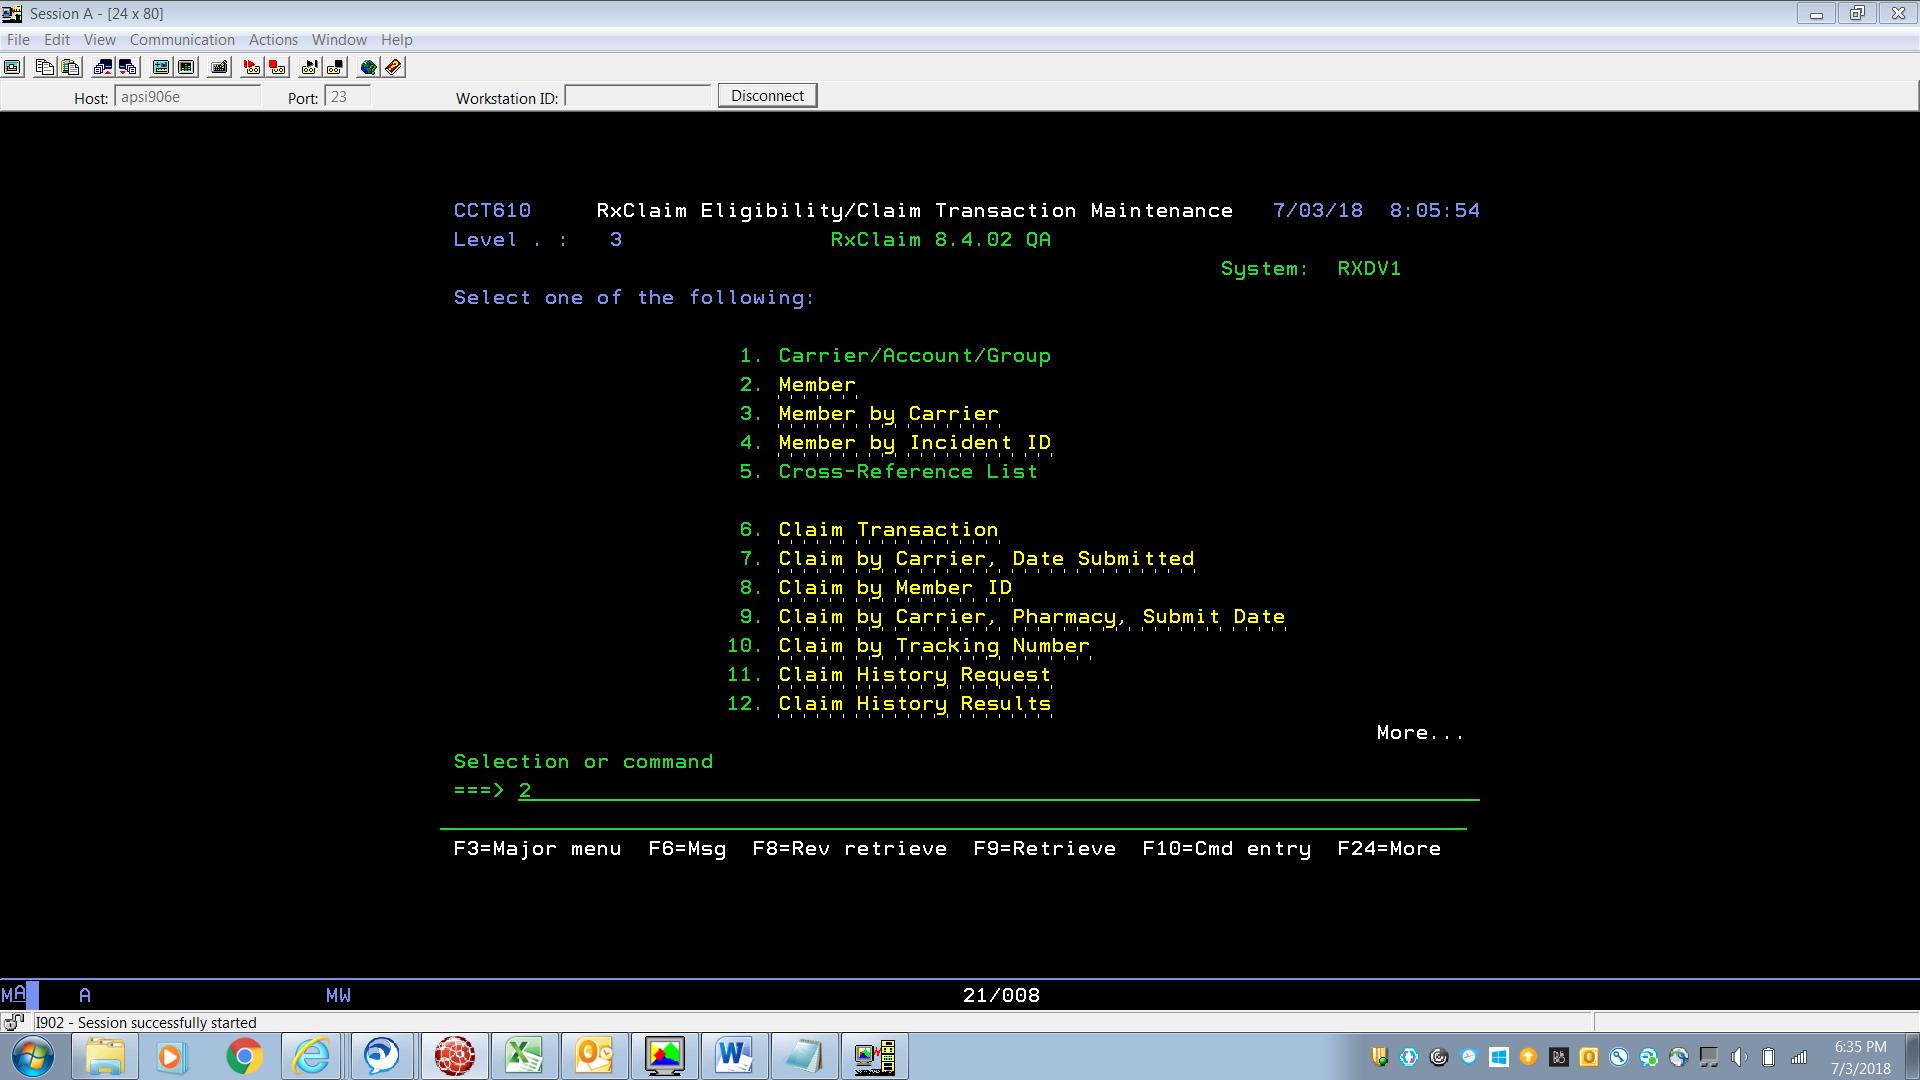 Session A - [24 x 80]
File Edit View Communication Actions Window Help
Host: apsi906e Port: 23 Workstation ID: Disconnect
CCT610 RxClaim Eligibility/Claim Transaction Maintenance 7/03/18 8:05:54
Level . : 3 RxClaim 8.4.02 QA
System: RXDV1
Select one of the following:
1. Carrier/Account/Group
2. Member
3. Member by Carrier
4. Member by Incident ID
5. Cross-Reference List
6. Claim Transaction
7. Claim by Carrier, Date Submitted
8. Claim by Member ID
9. Claim by Carrier, Pharmacy, Submit Date
10. Claim by Tracking Number
11. Claim History Request
12. Claim History Results
More...
Selection or command
===> 2
F3=Major menu F6=Msg F8=Rev retrieve F9=Retrieve F10=Cmd entry F24=More
MA A MW 21/008
I902 - Session successfully started
6:35 PM
7/3/2018